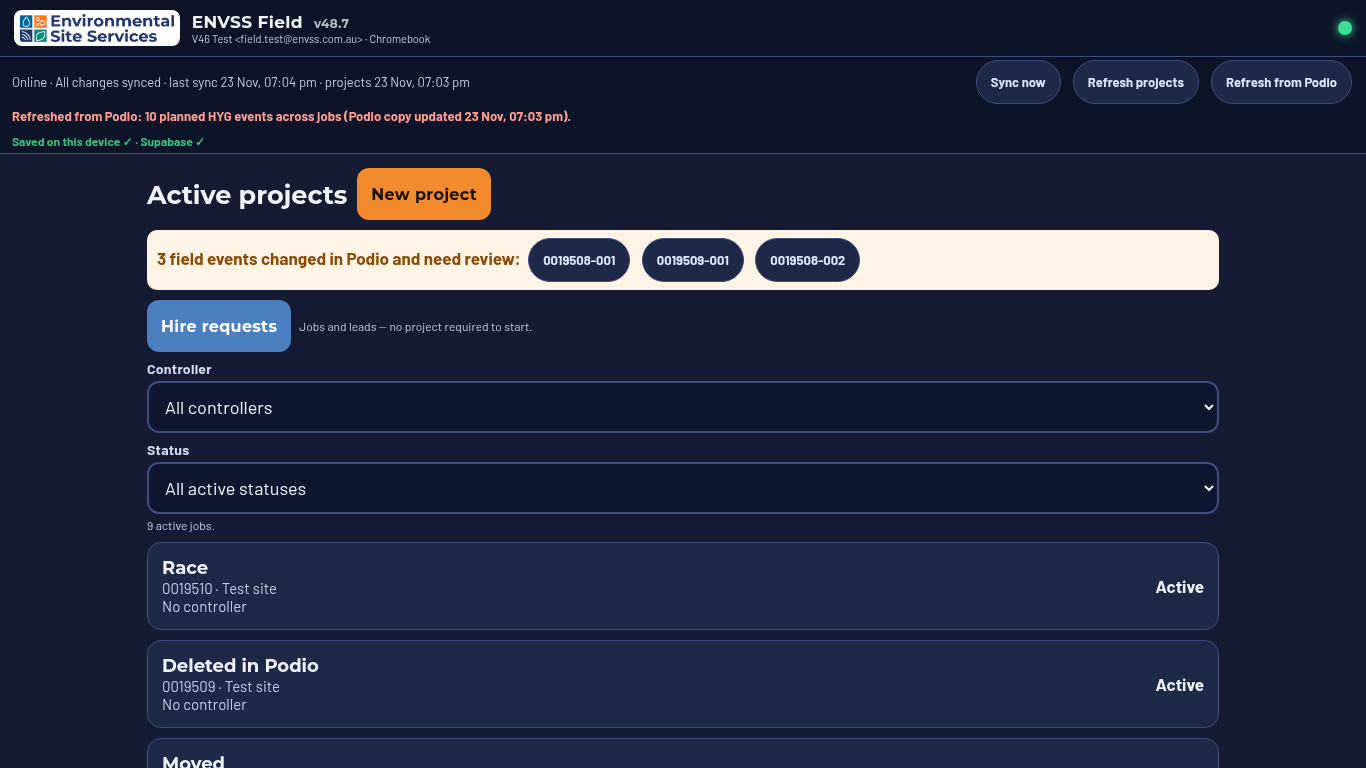 Environmental
Site Services
ENVSS Field v48.7
V46 Test <field.test@envss.com.au> · Chromebook
Online · All changes synced · last sync 23 Nov, 07:04 pm · projects 23 Nov, 07:03 pm
Sync now
Refresh projects
Refresh from Podio
Refreshed from Podio: 10 planned HYG events across jobs (Podio copy updated 23 Nov, 07:03 pm).
Saved on this device ✓ · Supabase ✓
Active projects
New project
3 field events changed in Podio and need review:
0019508-001
0019509-001
0019508-002
Hire requests
Jobs and leads — no project required to start.
Controller
All controllers
Status
All active statuses
9 active jobs.
Race
0019510 · Test site
No controller
Active
Deleted in Podio
0019509 · Test site
No controller
Active
Moved